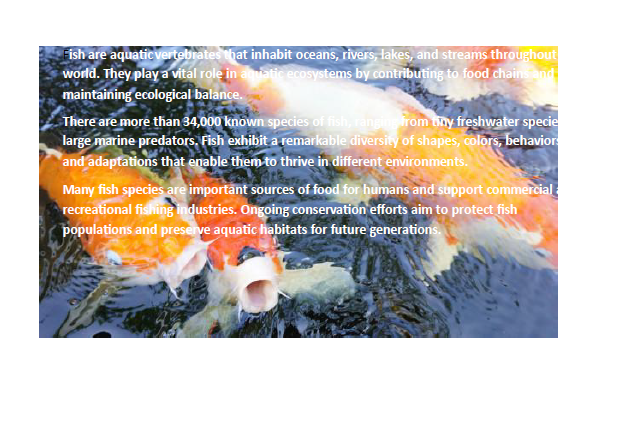 Fish are aquatic vertebrates that inhabit oceans, rivers, lakes, and streams throughout
world. They play a vital role in aquatic ecosystems by contributing to food chains and
maintaining ecological balance.
There are more than 34,000 known species of fish, ranging from tiny freshwater specie
large marine predators. Fish exhibit a remarkable diversity of shapes, colors, behaviors
and adaptations that enable them to thrive in different environments.
Many fish species are important sources of food for humans and support commercial a
recreational fishing industries. Ongoing conservation efforts aim to protect fish
populations and preserve aquatic habitats for future generations.